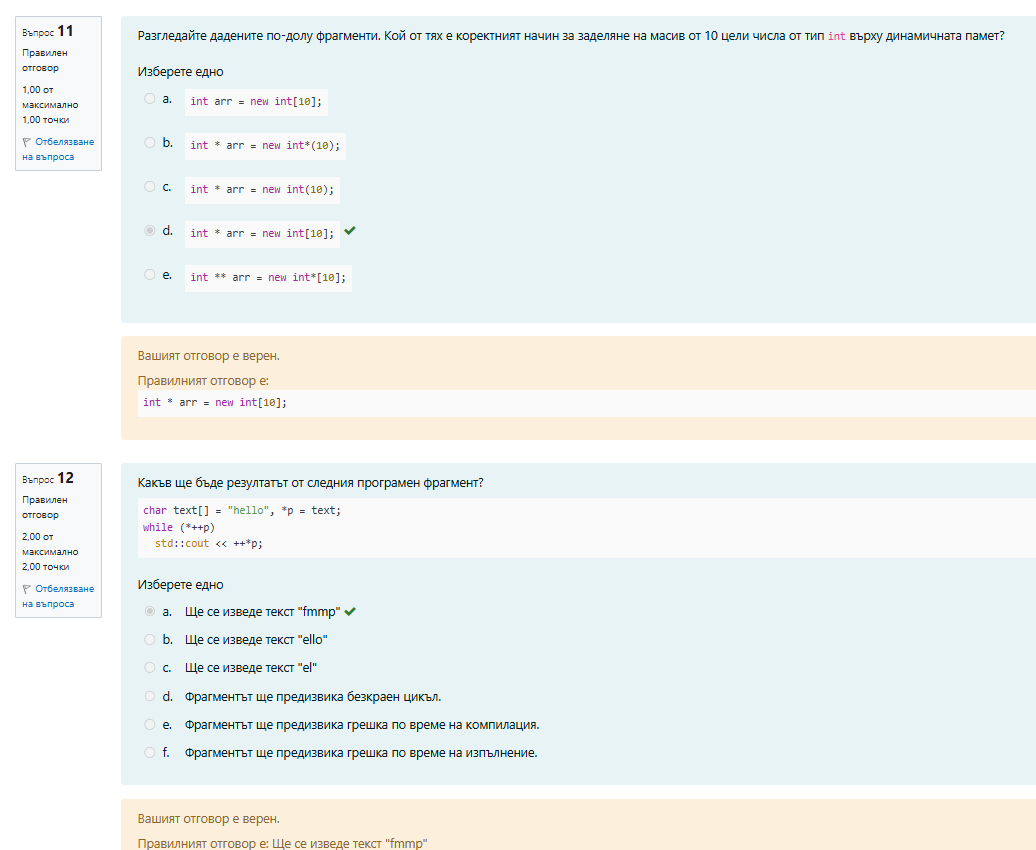 Въпрос 11
Правилен
отговор
1,00 от
максимално
1,00 точки
Отбелязване
на въпроса
Разгледайте дадените по-долу фрагменти. Кой от тях е коректният начин за заделяне на масив от 10 цели числа от тип int върху динамичната памет?
Изберете едно
a. int arr = new int[10];
b. int * arr = new int*(10);
c. int * arr = new int(10);
d. int * arr = new int[10];
e. int ** arr = new int*[10];
Вашият отговор е верен.
Правилният отговор е:
int * arr = new int[10];
Въпрос 12
Правилен
отговор
2,00 от
максимално
2,00 точки
Отбелязване
на въпроса
Какъв ще бъде резултатът от следния програмен фрагмент?
char text[] = "hello", *p = text;
while (*++p)
std::cout << ++*p;
Изберете едно
a. Ще се изведе текст "fmmp"
b. Ще се изведе текст "ello"
c. Ще се изведе текст "el"
d. Фрагментът ще предизвика безкраен цикъл.
e. Фрагментът ще предизвика грешка по време на компилация.
f. Фрагментът ще предизвика грешка по време на изпълнение.
Вашият отговор е верен.
Правилният отговор е: Ще се изведе текст "fmmp"